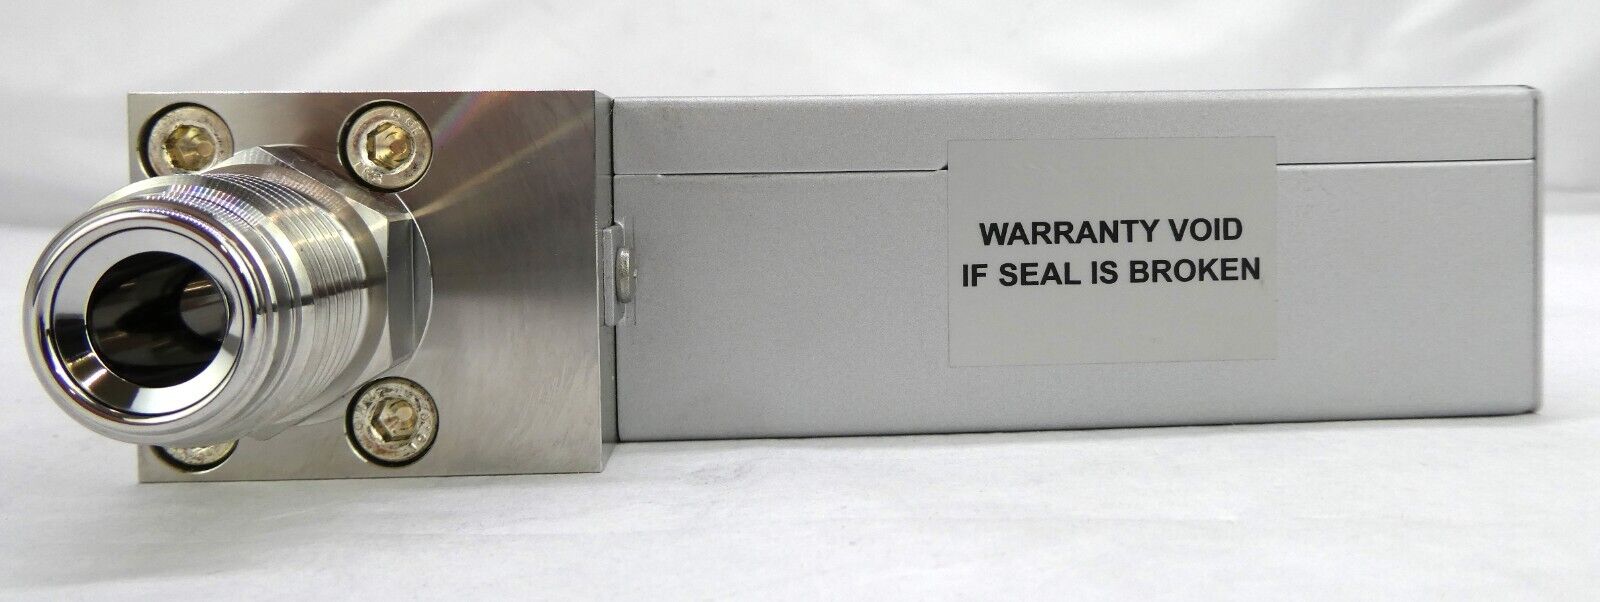 WARRANTY VOID
IF SEAL IS BROKEN